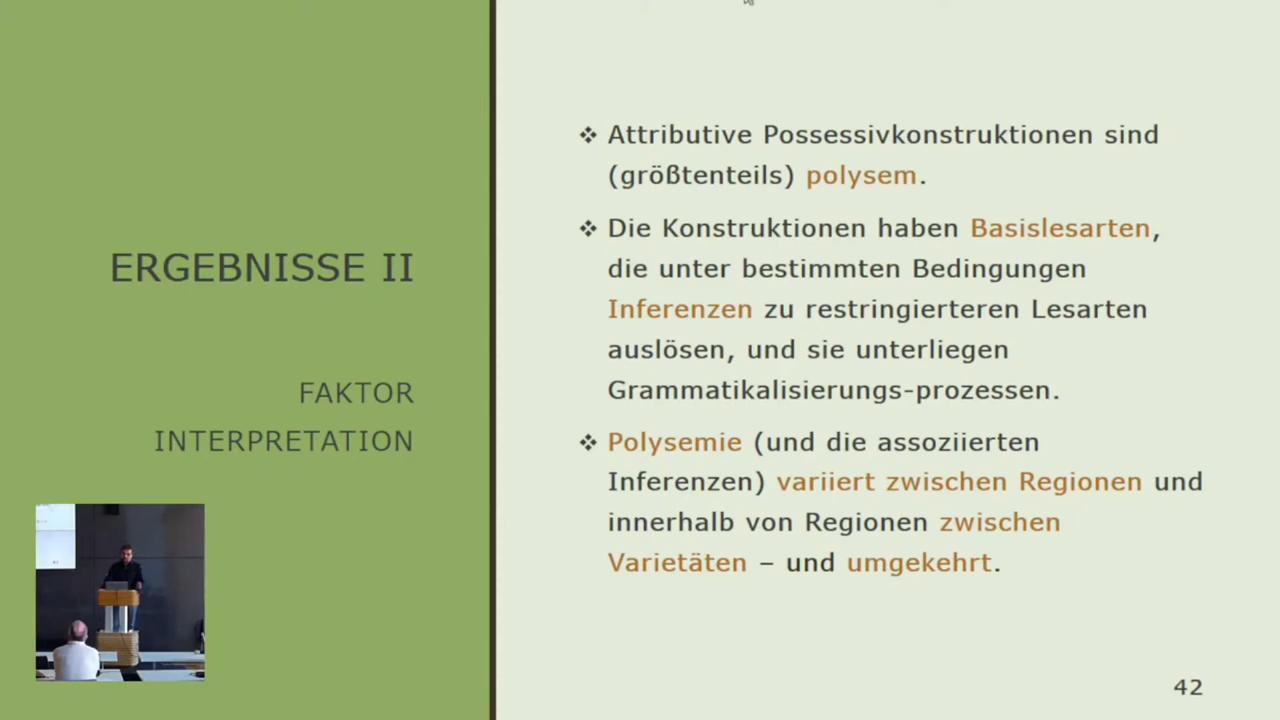 ERGEBNISSE II
FAKTOR
INTERPRETATION
❖ Attributive Possessivkonstruktionen sind
(größtenteils) polysem.
❖ Die Konstruktionen haben Basislesarten,
die unter bestimmten Bedingungen
Inferenzen zu restringierteren Lesarten
auslösen, und sie unterliegen
Grammatikalisierungs-prozessen.
❖ Polysemie (und die assoziierten
Inferenzen) variiert zwischen Regionen und
innerhalb von Regionen zwischen
Varietäten – und umgekehrt.
42